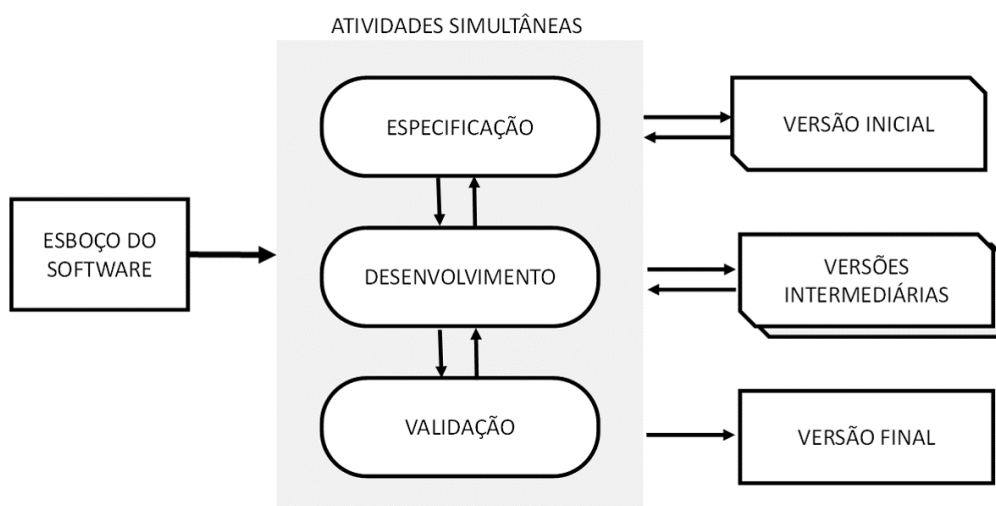 ATIVIDADES SIMULTÂNEAS
ESPECIFICAÇÃO
VERSÃO INICIAL
ESBOÇO DO
SOFTWARE
DESENVOLVIMENTO
VERSÕES
INTERMEDIÁRIAS
VALIDAÇÃO
VERSÃO FINAL